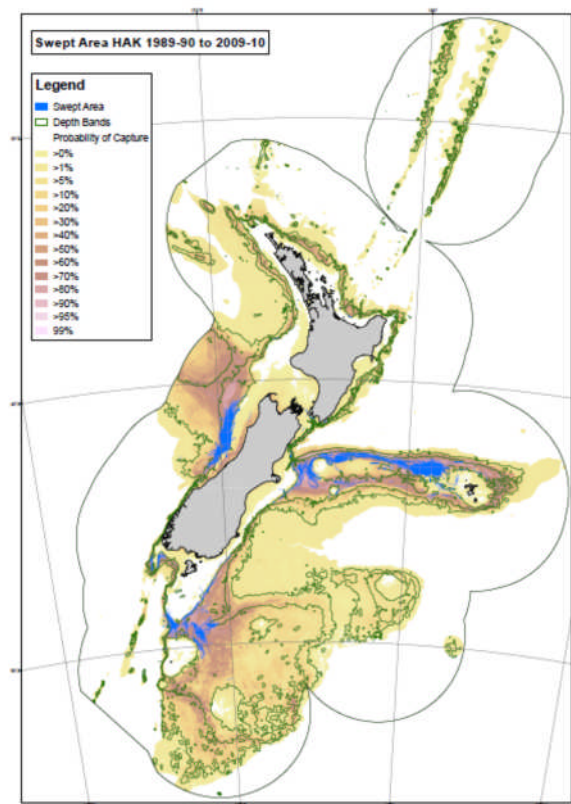 Swept Area HAK 1989-90 to 2009-10
Legend
Swept Area
Depth Bands
Probability of Capture
>0%
>1%
>5%
>10%
>20%
>30%
>40%
>50%
>60%
>70%
>80%
>90%
>95%
99%